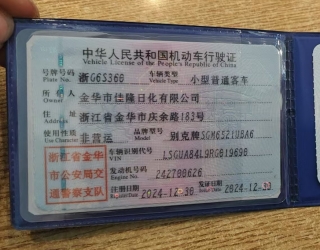 中华人民共和国机动车行驶证
Vehicle License of the People's Republic of China
号牌号码 浙G6S368 车辆类型 小型普通客车
Plate No. Vehicle Type
所有人 金华市佳隆日化有限公司
Owner
住址 浙江省金华市庆余路183号
Address
使用性质 非营运 品牌型号 别克牌SGM6521UBA6
Use Character Model
浙江省金华 车辆识别代号 LSGUA84L9RG019698
VIN
市公安局交 发动机号码 242700626
Engine No.
通警察支队 注册日期 2024-12-30 发证日期 2024-12-30
Register Date Issue Date